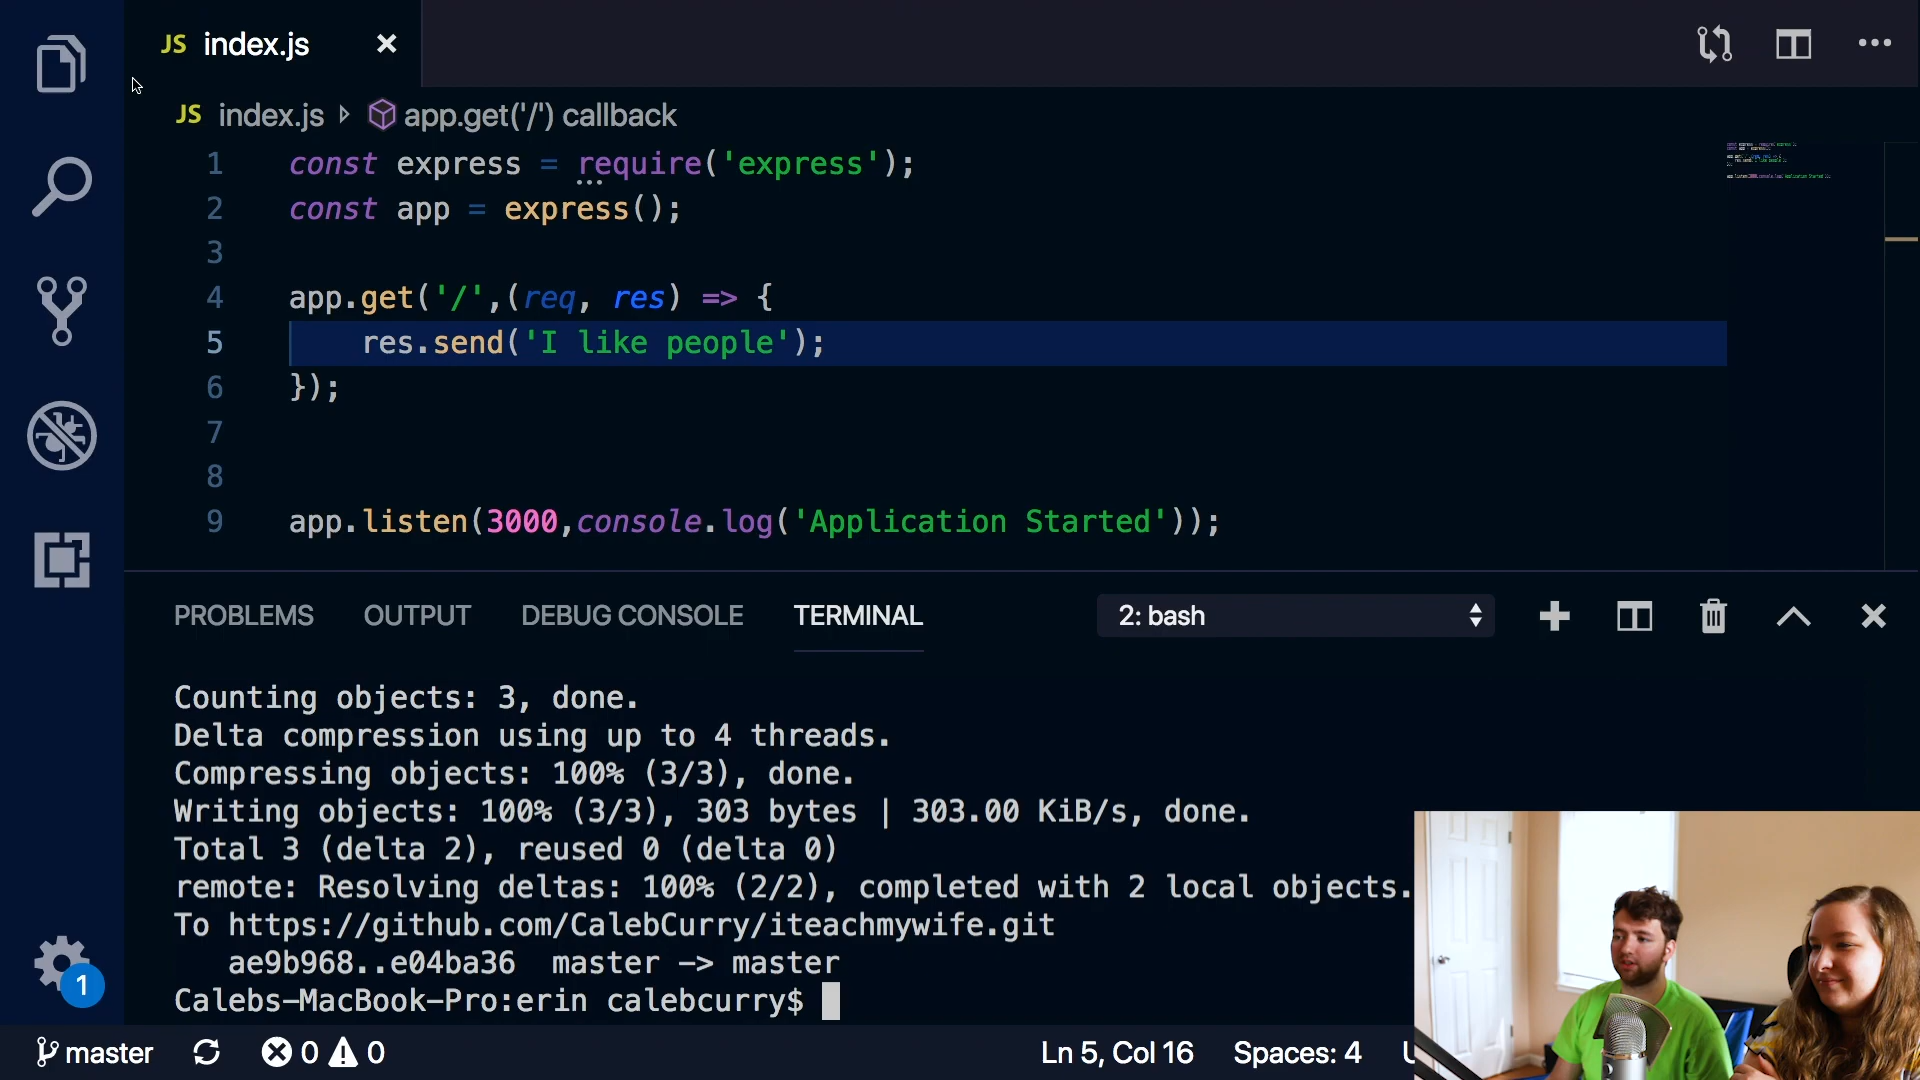 JS index.js
JS index.js app.get('/') callback
1 const express = require('express');
2 const app = express();
3
4 app.get('/',(req, res) => {
5 res.send('I like people');
6 });
7
8
9 app.listen(3000,console.log('Application Started'));
PROBLEMS OUTPUT DEBUG CONSOLE TERMINAL 2: bash
Counting objects: 3, done.
Delta compression using up to 4 threads.
Compressing objects: 100% (3/3), done.
Writing objects: 100% (3/3), 303 bytes | 303.00 KiB/s, done.
Total 3 (delta 2), reused 0 (delta 0)
remote: Resolving deltas: 100% (2/2), completed with 2 local objects.
To https://github.com/CalebCurry/iteachmywife.git
ae9b968..e04ba36 master -> master
1
Calebs-MacBook-Pro:erin calebcurry$
master 0 0 Ln 5, Col 16 Spaces: 4